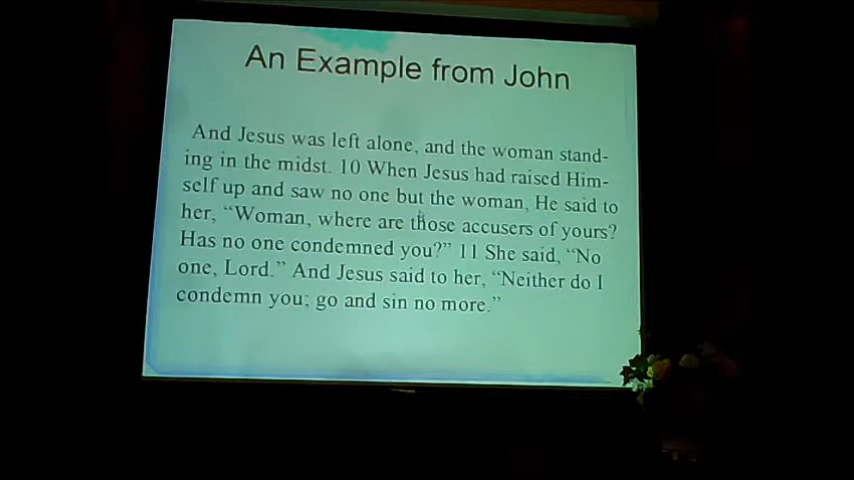 An Example from John
And Jesus was left alone, and the woman stand-
ing in the midst. 10 When Jesus had raised Him-
self up and saw no one but the woman, He said to
her, “Woman, where are those accusers of yours?
Has no one condemned you?” 11 She said, “No
one, Lord.” And Jesus said to her, “Neither do I
condemn you; go and sin no more.”